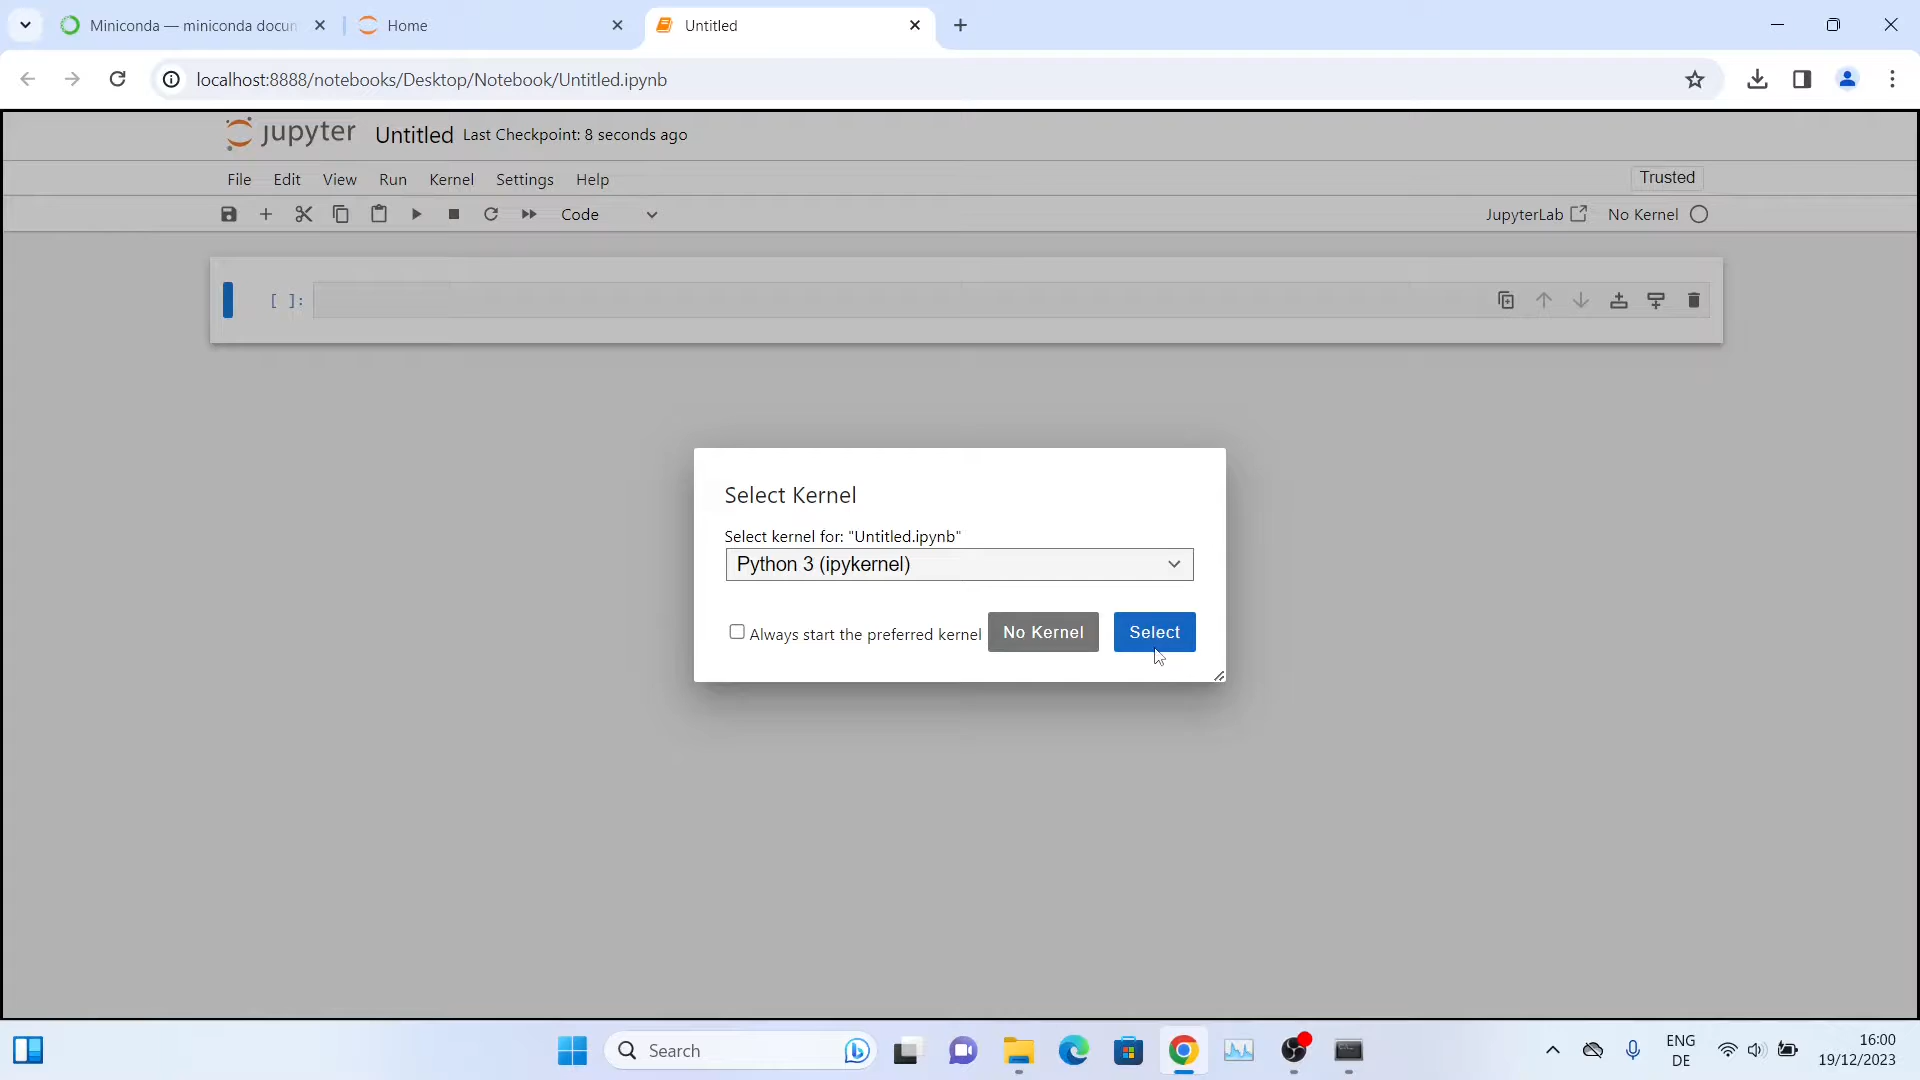 Miniconda — miniconda docun
Home
Untitled
localhost:8888/notebooks/Desktop/Notebook/Untitled.ipynb
jupyter Untitled Last Checkpoint: 8 seconds ago
File Edit View Run Kernel Settings Help Trusted
Code JupyterLab No Kernel
[ ]:
Select Kernel
Select kernel for: "Untitled.ipynb"
Python 3 (ipykernel)
Always start the preferred kernel No Kernel Select
Search
ENG
DE
16:00
19/12/2023